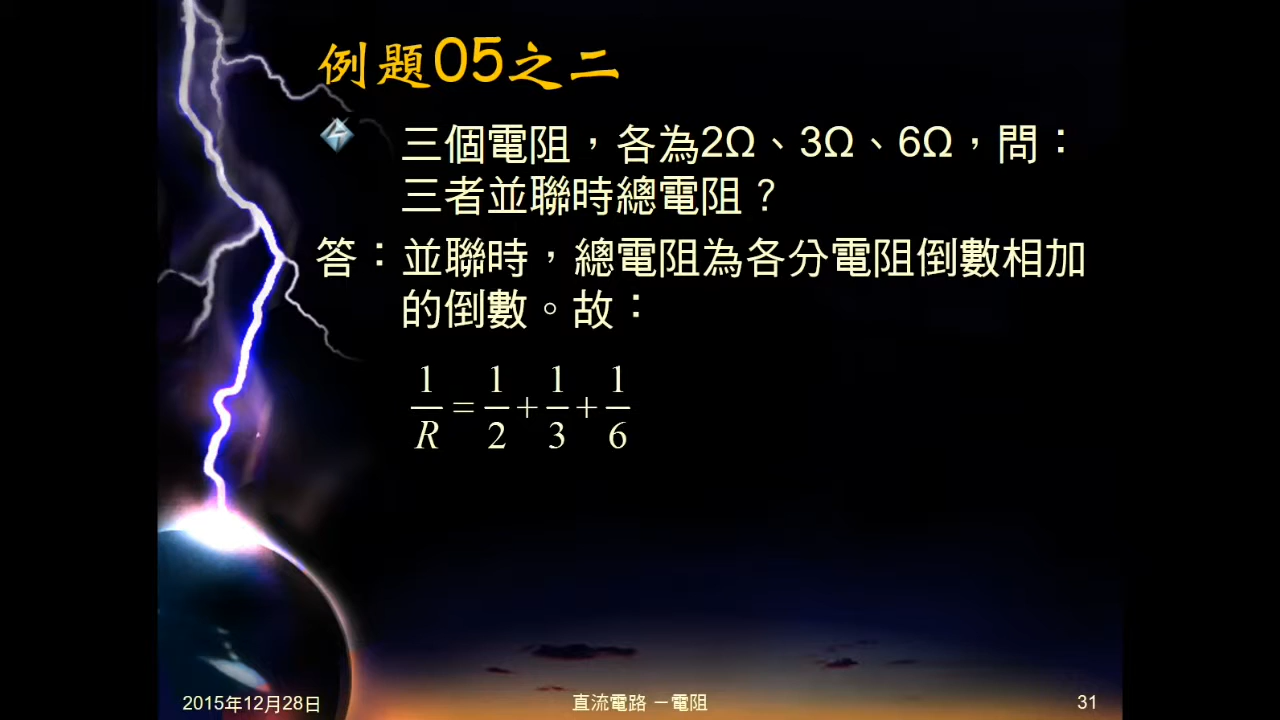 例題05之二
三個電阻，各為2Ω、3Ω、6Ω，問：
三者並聯時總電阻？
答：並聯時，總電阻為各分電阻倒數相加
的倒數。故：
1/R = 1/2 + 1/3 + 1/6
2015年12月28日 直流電路 － 電阻 31